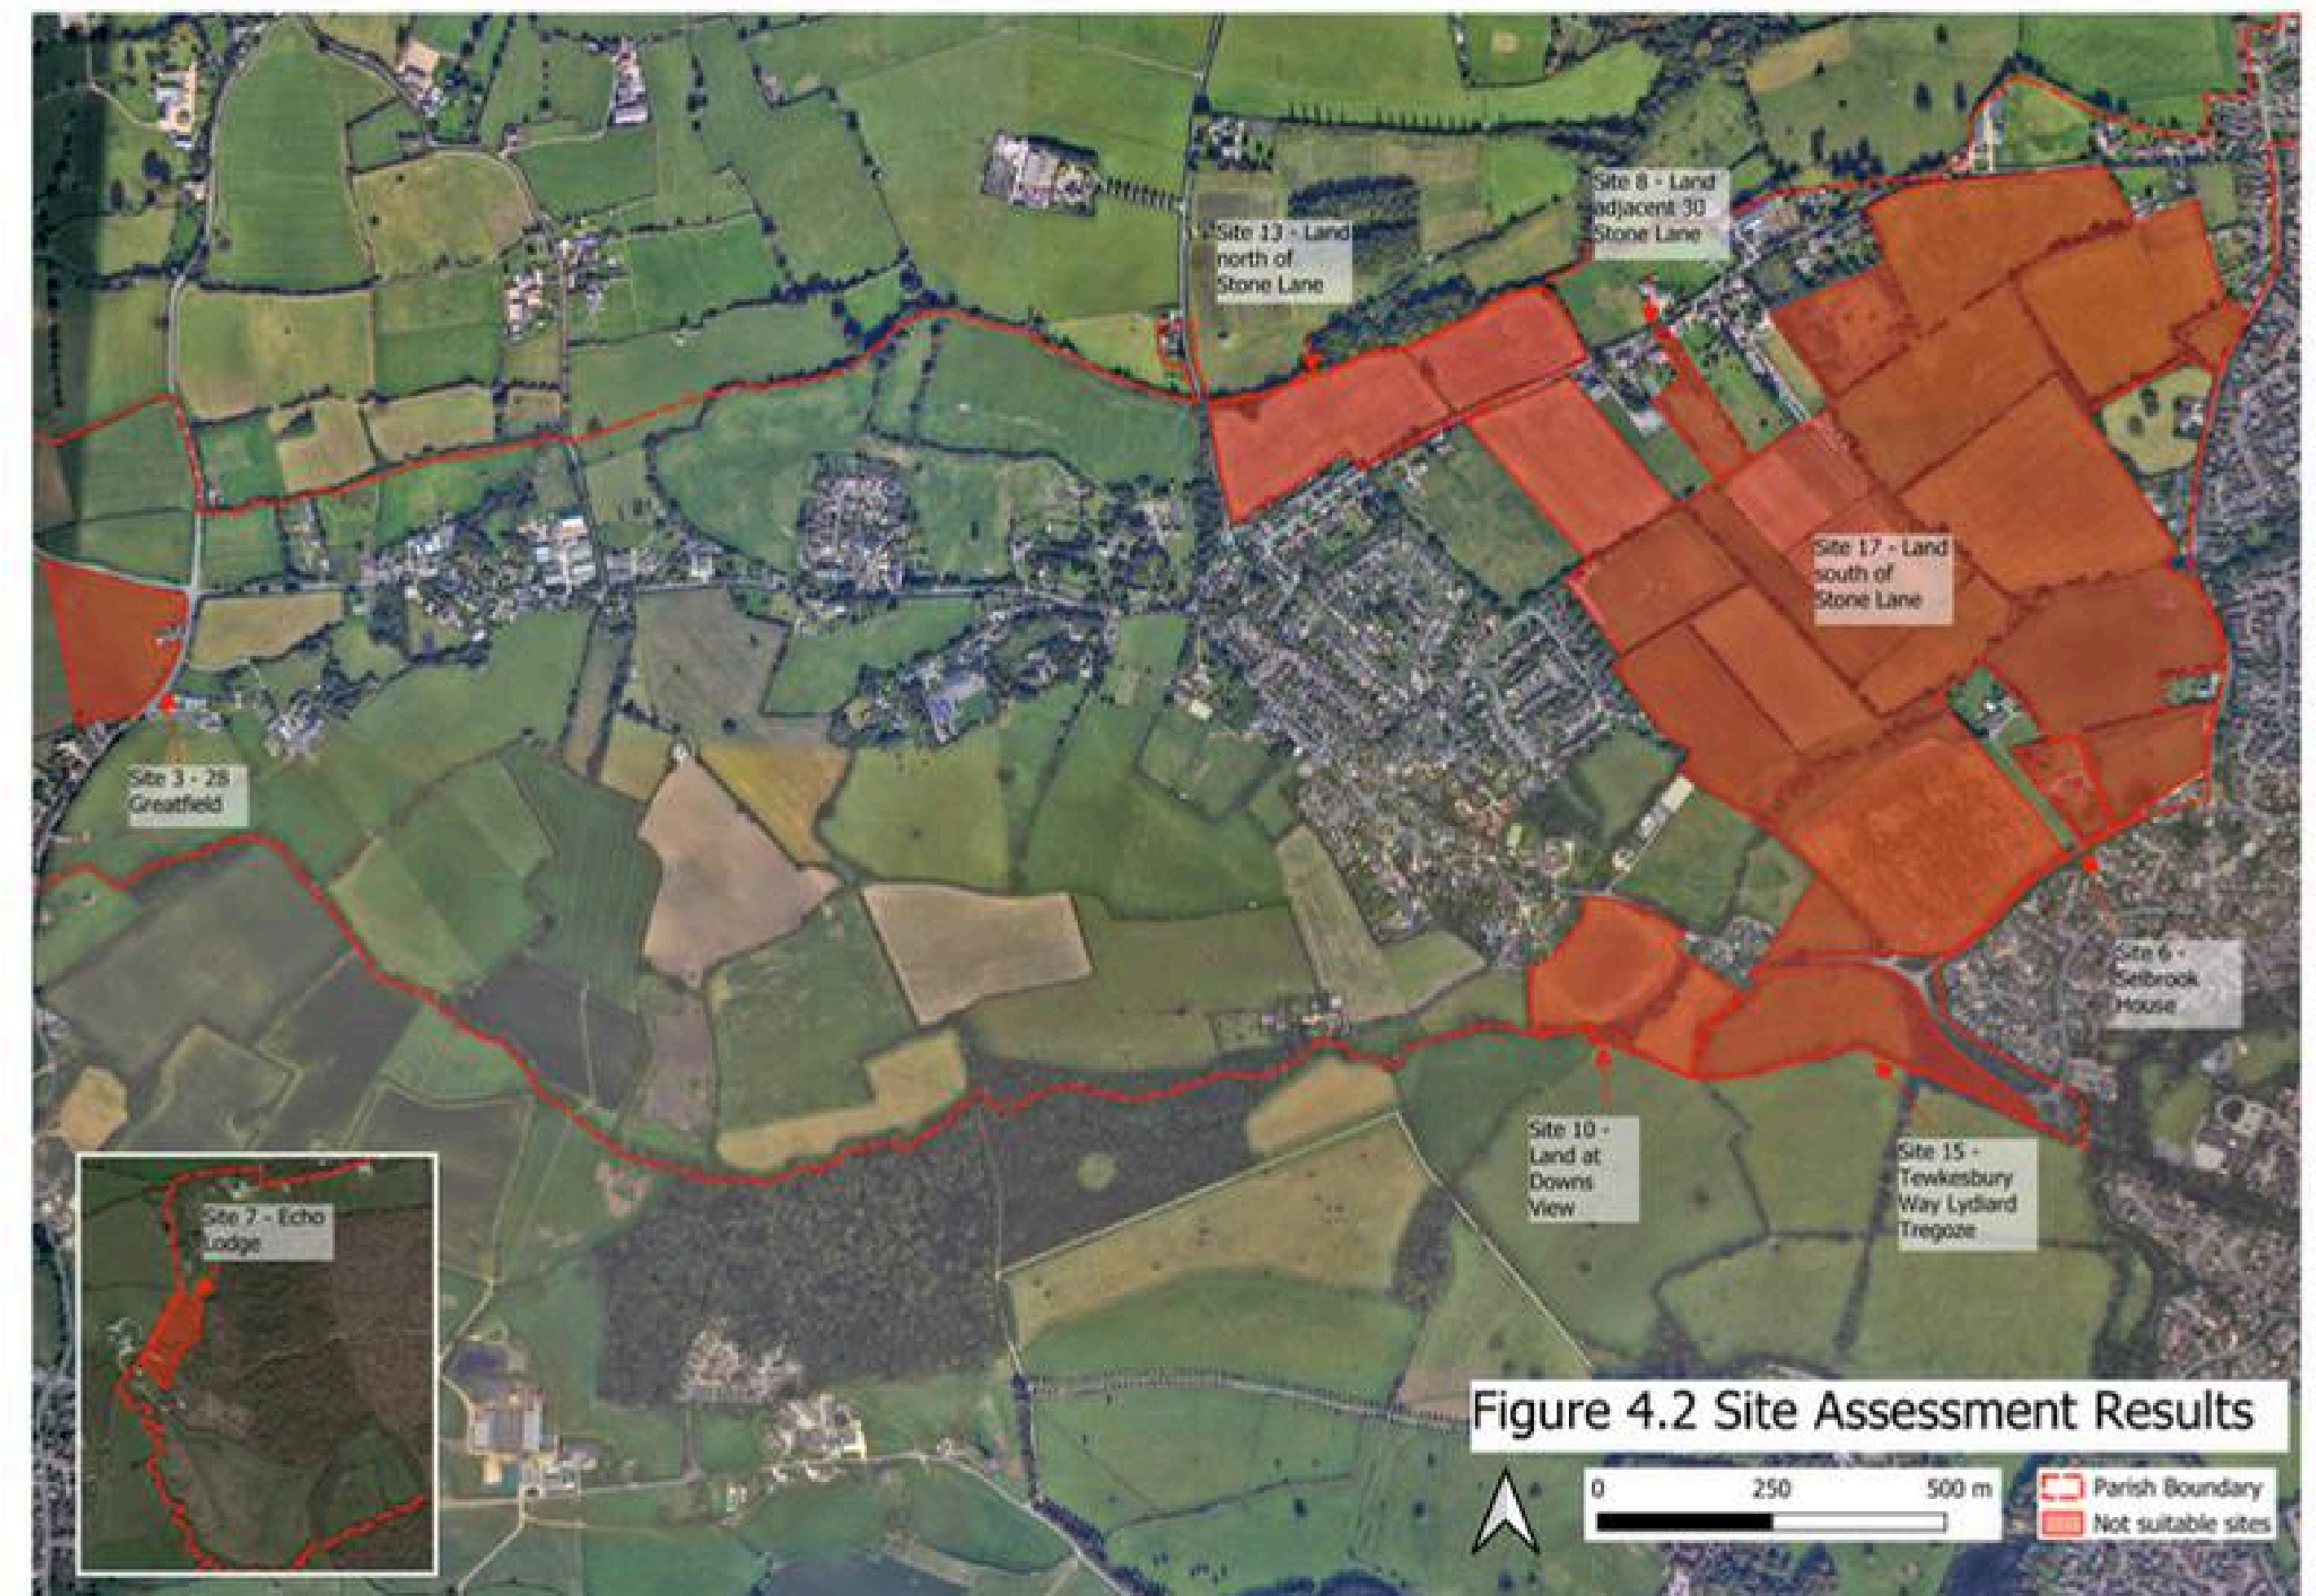 Site 8 - Land
adjacent 30
Stone Lane
Site 13 - Land
north of
Stone Lane
Site 17 - Land
south of
Stone Lane
Site 3 - 28
Greatfield
Site 6 -
Selbrook
House
Site 10 -
Land at
Downs
View
Site 15 -
Tewkesbury
Way Lydiard
Tregoze
Site 7 - Echo
Lodge
Figure 4.2 Site Assessment Results
0 250 500 m
Parish Boundary
Not suitable sites